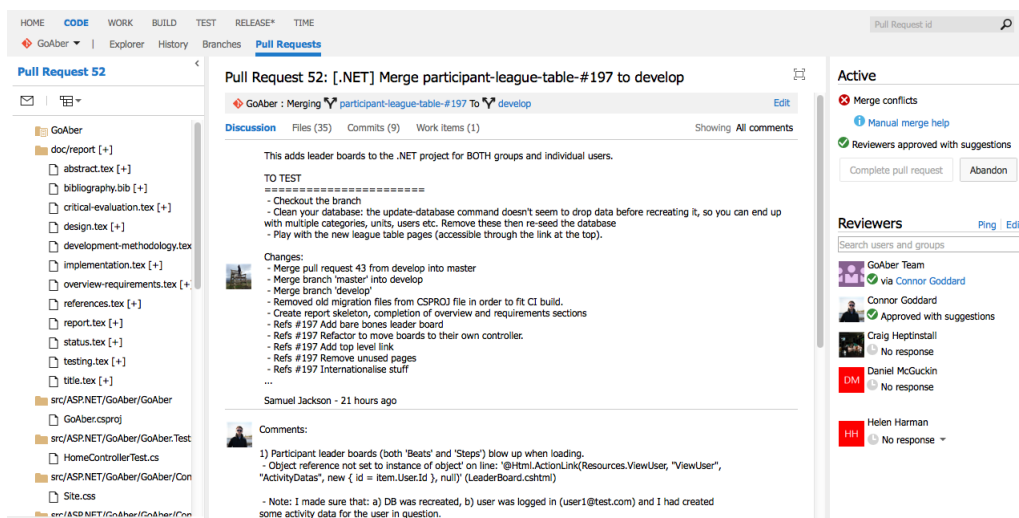 HOME CODE WORK BUILD TEST RELEASE* TIME
Pull Request id
GoAber | Explorer History Branches Pull Requests
Pull Request 52
GoAber
doc/report [+]
abstract.tex [+]
bibliography.bib [+]
critical-evaluation.tex [+]
design.tex [+]
development-methodology.tex
implementation.tex [+]
overview-requirements.tex [+
references.tex [+]
report.tex [+]
status.tex [+]
testing.tex [+]
title.tex [+]
src/ASP.NET/GoAber/GoAber
GoAber.csproj
src/ASP.NET/GoAber/GoAber.Test
HomeControllerTest.cs
src/ASP.NET/GoAber/GoAber/Con
Site.css
src/ASP.NET/GoAber/GoAber/Con
Pull Request 52: [.NET] Merge participant-league-table-#197 to develop
GoAber : Merging participant-league-table-#197 To develop Edit
Discussion Files (35) Commits (9) Work items (1) Showing All comments
This adds leader boards to the .NET project for BOTH groups and individual users.
TO TEST
========================
- Checkout the branch
- Clean your database: the update-database command doesn't seem to drop data before recreating it, so you can end up
with multiple categories, units, users etc. Remove these then re-seed the database
- Play with the new league table pages (accessible through the link at the top).
Changes:
- Merge pull request 43 from develop into master
- Merge branch 'master' into develop
- Merge branch 'develop'
- Removed old migration files from CSPROJ file in order to fit CI build.
- Create report skeleton, completion of overview and requirements sections
- Refs #197 Add bare bones leader board
- Refs #197 Refactor to move boards to their own controller.
- Refs #197 Add top level link
- Refs #197 Remove unused pages
- Refs #197 Internationalise stuff
...
Samuel Jackson - 21 hours ago
Comments:
1) Participant leader boards (both 'Beats' and 'Steps') blow up when loading.
- Object reference not set to instance of object' on line: '@Html.ActionLink(Resources.ViewUser, "ViewUser",
"ActivityDatas", new { id = item.User.Id }, null)' (LeaderBoard.cshtml)
- Note: I made sure that: a) DB was recreated, b) user was logged in (user1@test.com) and I had created
some activity data for the user in question.
Active
Merge conflicts
Manual merge help
Reviewers approved with suggestions
Complete pull request Abandon
Reviewers Ping Edi
Search users and groups
GoAber Team
via Connor Goddard
Connor Goddard
Approved with suggestions
Craig Heptinstall
No response
DM Daniel McGuckin
No response
HH Helen Harman
No response